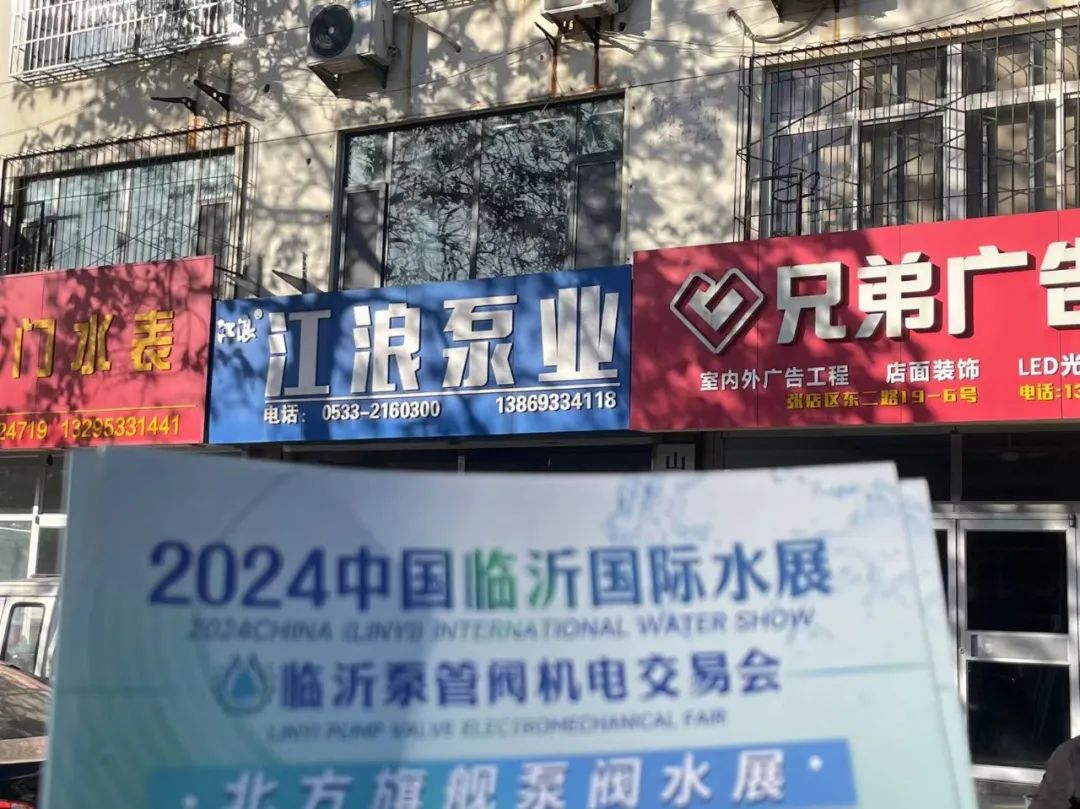 门水表
24719 13295331441
江浪®
江浪泵业
电话： 0533-2160300 13869334118
兄弟广告
室内外广告工程 店面装饰 LED光
张店区东二路19-6号 电话:13
山
2024中国临沂国际水展
2024CHINA (LINYI) INTERNATIONAL WATER SHOW
临沂泵管阀机电交易会
LINYI PUMP VALVE ELECTROMECHANICAL FAIR
·北方旗舰泵阀水展·